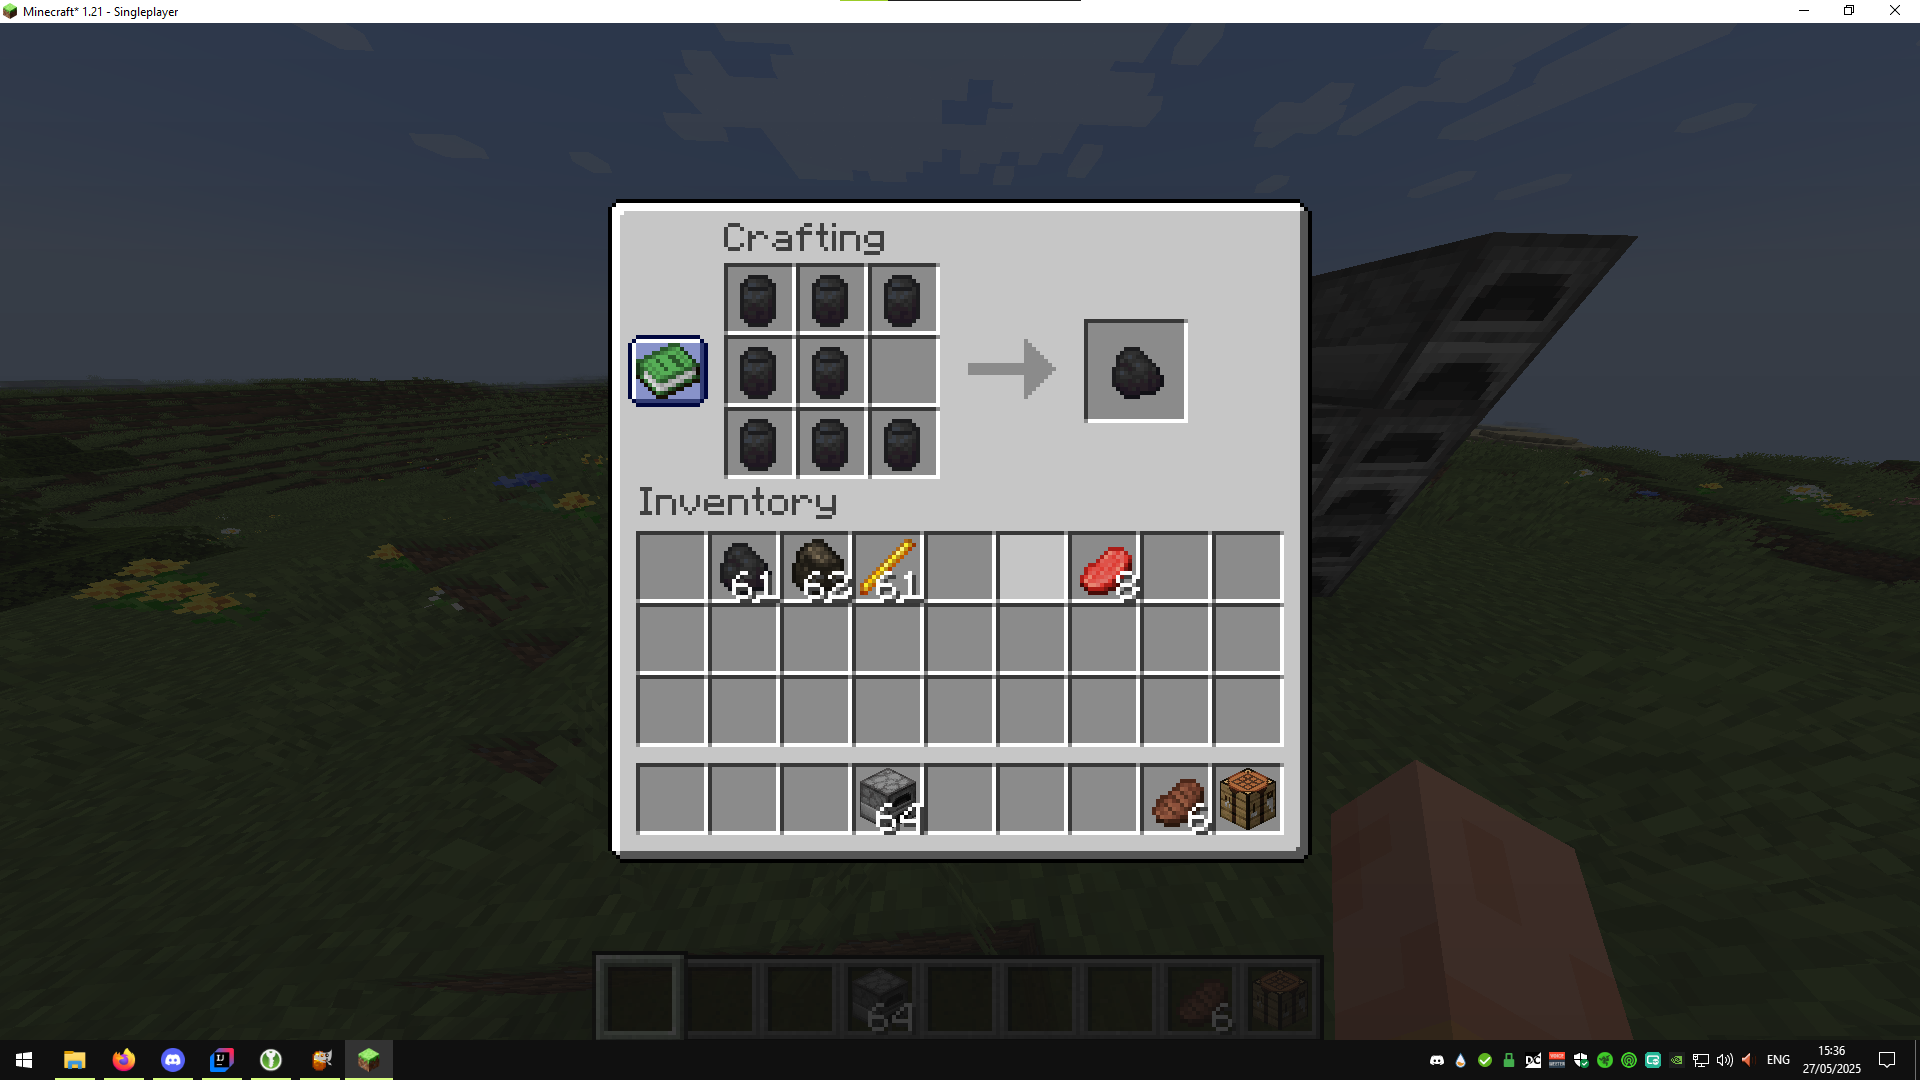 Minecraft* 1.21 - Singleplayer
Crafting
Inventory
61 62 61 8
64 6
64 6
ENG
15:36
27/05/2025